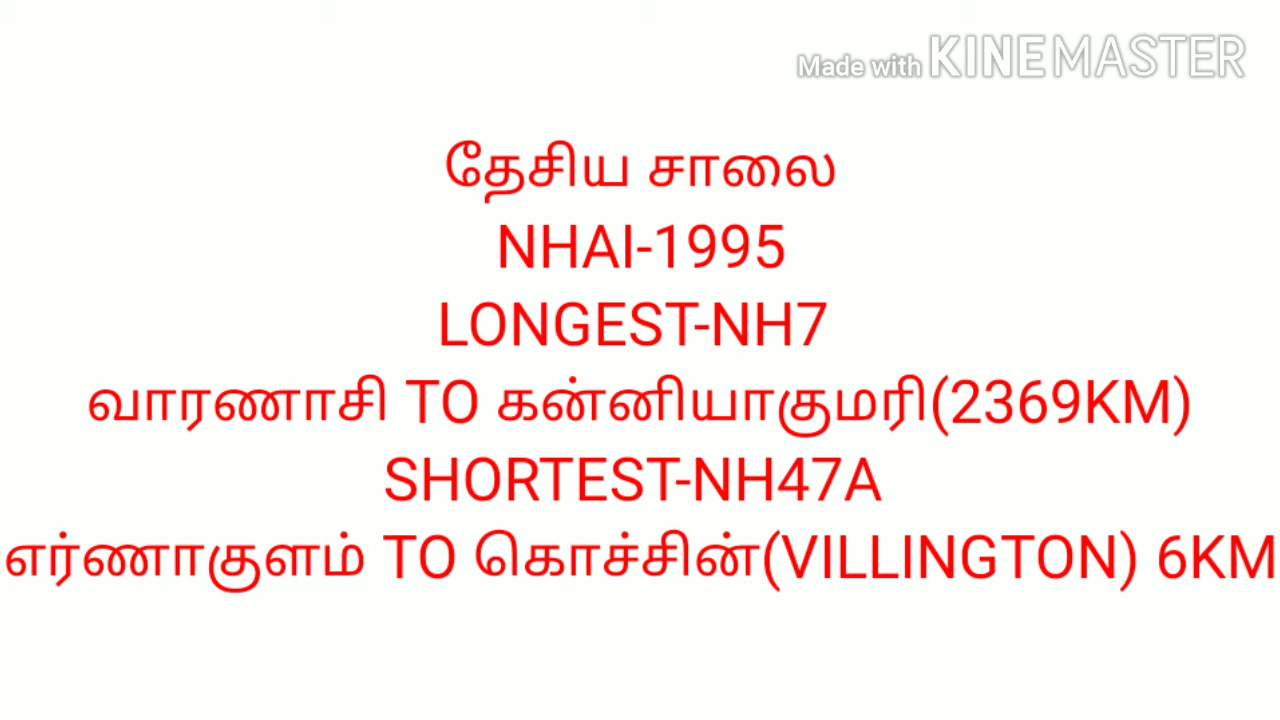 Made with KINEMASTER
தேசிய சாலை
NHAI-1995
LONGEST-NH7
வாரணாசி TO கன்னியாகுமரி(2369KM)
SHORTEST-NH47A
எர்ணாகுளம் TO கொச்சின்(VILLINGTON) 6KM